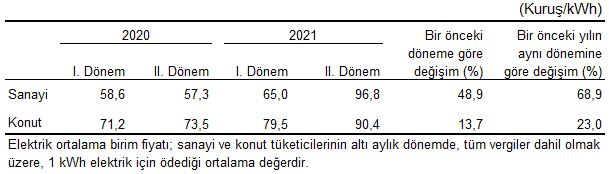 (Kuruş/kWh)
2020 2021 Bir önceki döneme göre değişim (%) Bir önceki yılın aynı dönemine göre değişim (%)
I. Dönem II. Dönem I. Dönem II. Dönem
Sanayi 58,6 57,3 65,0 96,8 48,9 68,9
Konut 71,2 73,5 79,5 90,4 13,7 23,0
Elektrik ortalama birim fiyatı; sanayi ve konut tüketicilerinin altı aylık dönemde, tüm vergiler dahil olmak
üzere, 1 kWh elektrik için ödediği ortalama değerdir.